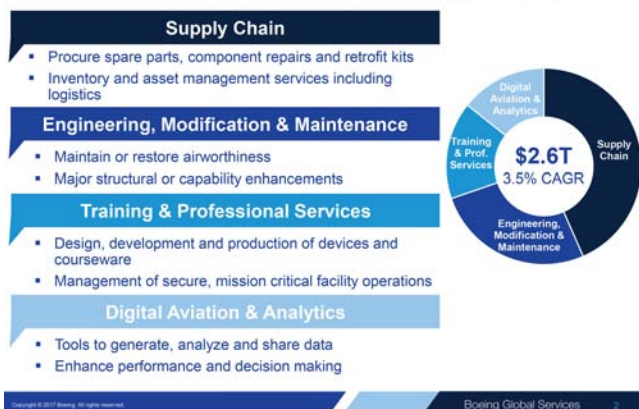 Supply Chain
▪ Procure spare parts, component repairs and retrofit kits
▪ Inventory and asset management services including
logistics
Engineering, Modification & Maintenance
▪ Maintain or restore airworthiness
▪ Major structural or capability enhancements
Training & Professional Services
▪ Design, development and production of devices and
courseware
▪ Management of secure, mission critical facility operations
Digital Aviation & Analytics
▪ Tools to generate, analyze and share data
▪ Enhance performance and decision making
Digital
Aviation &
Analytics
Training
& Prof.
Services
$2.6T
3.5% CAGR
Supply
Chain
Engineering,
Modification &
Maintenance
Copyright © 2017 Boeing. All rights reserved.
Boeing Global Services 2